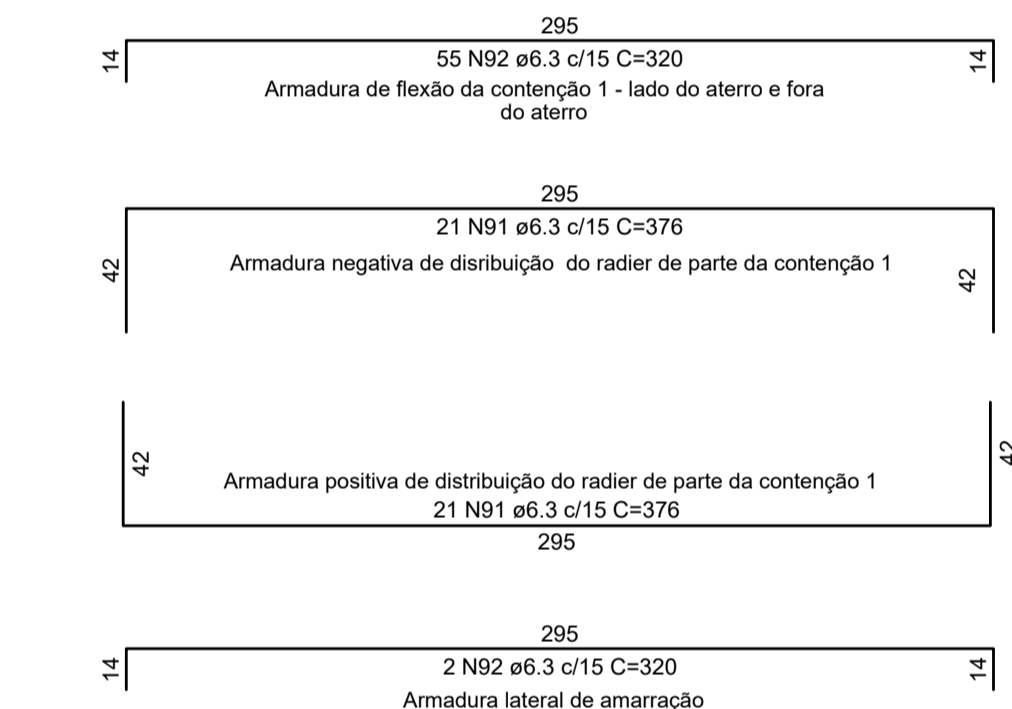 295
14
55 N92 ø6.3 c/15 C=320
14
Armadura de flexão da contenção 1 - lado do aterro e fora
do aterro
295
21 N91 ø6.3 c/15 C=376
42
Armadura negativa de disribuição do radier de parte da contenção 1
42
42
42
Armadura positiva de distribuição do radier de parte da contenção 1
21 N91 ø6.3 c/15 C=376
295
295
14
2 N92 ø6.3 c/15 C=320
14
Armadura lateral de amarração